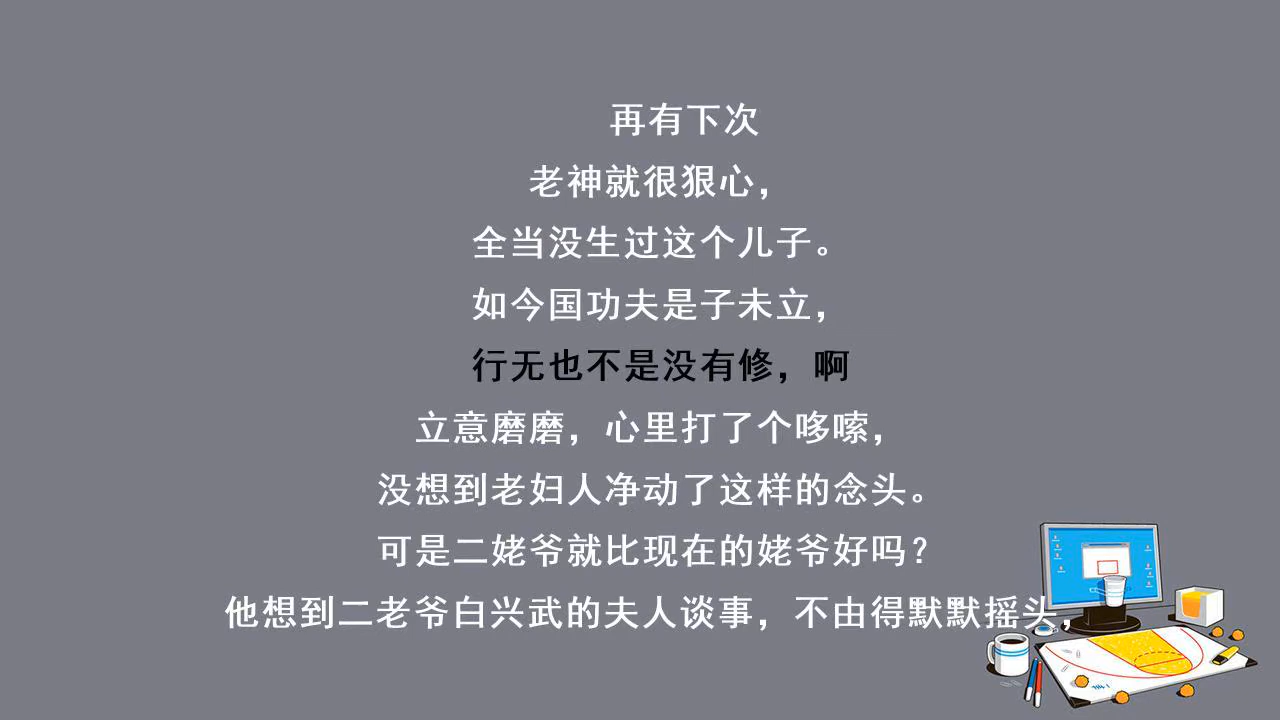 再有下次
老神就很狠心，
全当没生过这个儿子。
如今国功夫是子未立，
行无也不是没有修，啊
立意磨磨，心里打了个哆嗦，
没想到老妇人净动了这样的念头。
可是二姥爷就比现在的姥爷好吗？
他想到二老爷白兴武的夫人谈事，不由得默默摇头，